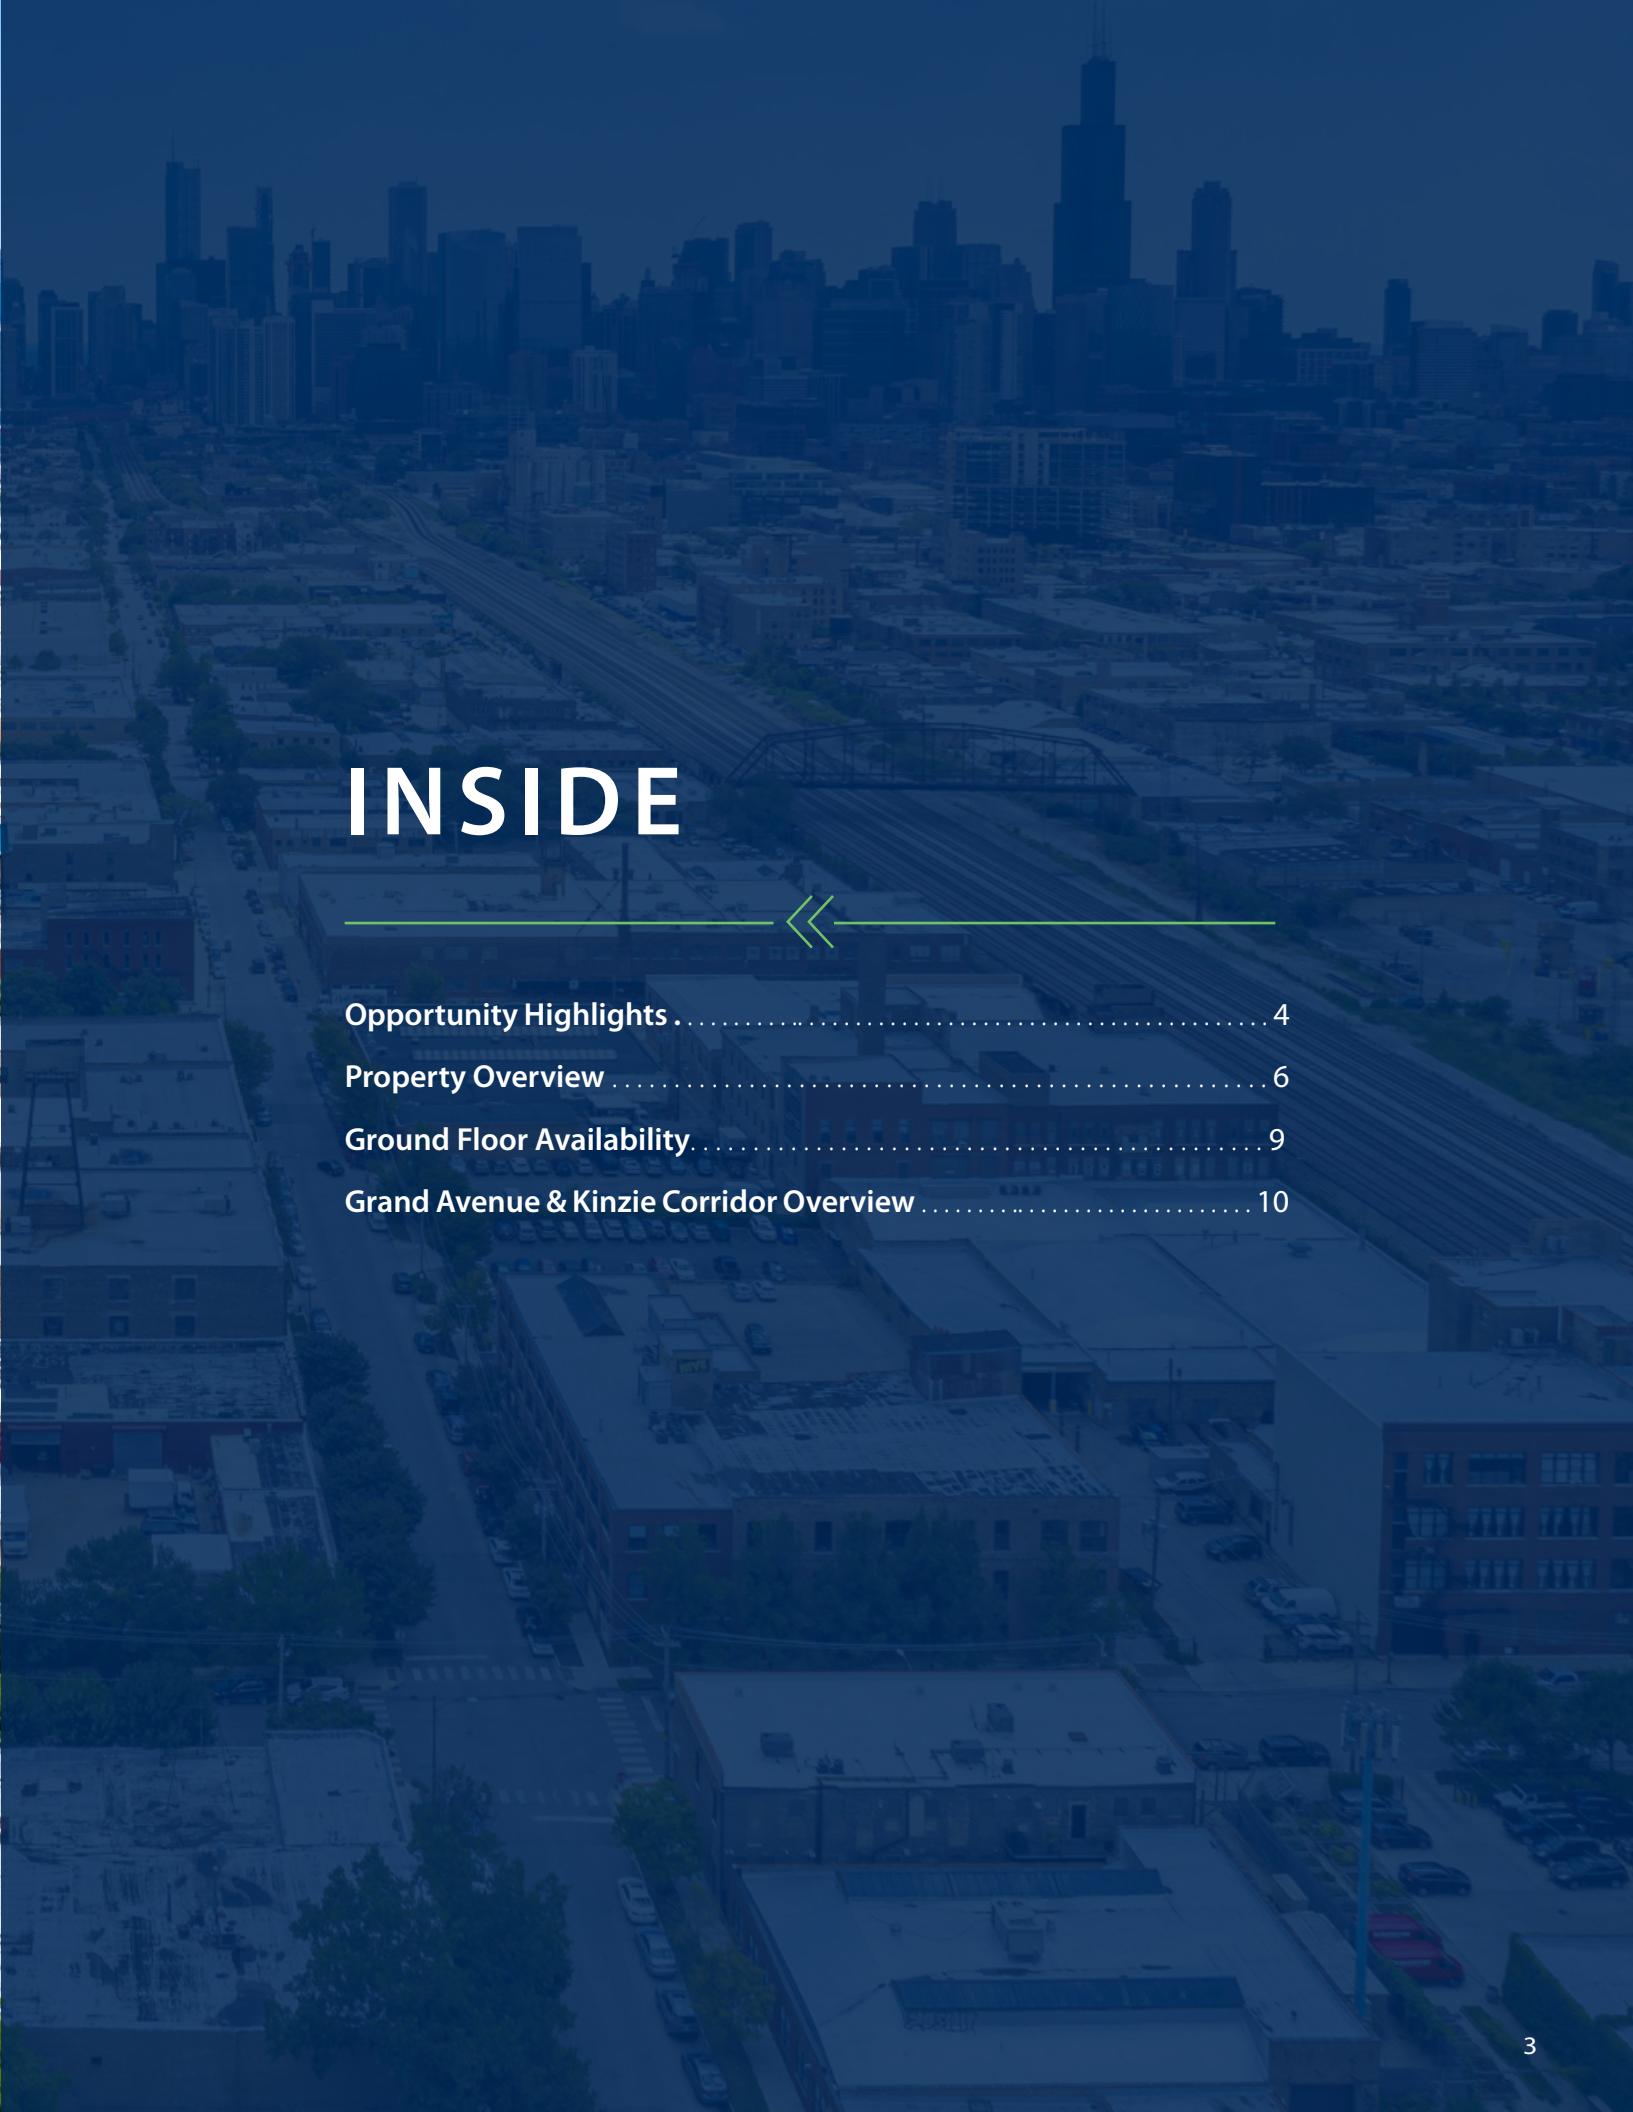 INSIDE
Opportunity Highlights . . . . . . . . . . . . . . . . . . . . . . . . . . . . . . . . . . . . . . . . . . . . . . . . . . . 4
Property Overview . . . . . . . . . . . . . . . . . . . . . . . . . . . . . . . . . . . . . . . . . . . . . . . . . . . . . 6
Ground Floor Availability. . . . . . . . . . . . . . . . . . . . . . . . . . . . . . . . . . . . . . . . . . . . . . 9
Grand Avenue & Kinzie Corridor Overview . . . . . . . . . . . . . . . . . . . . . . . . . . . . 10
3